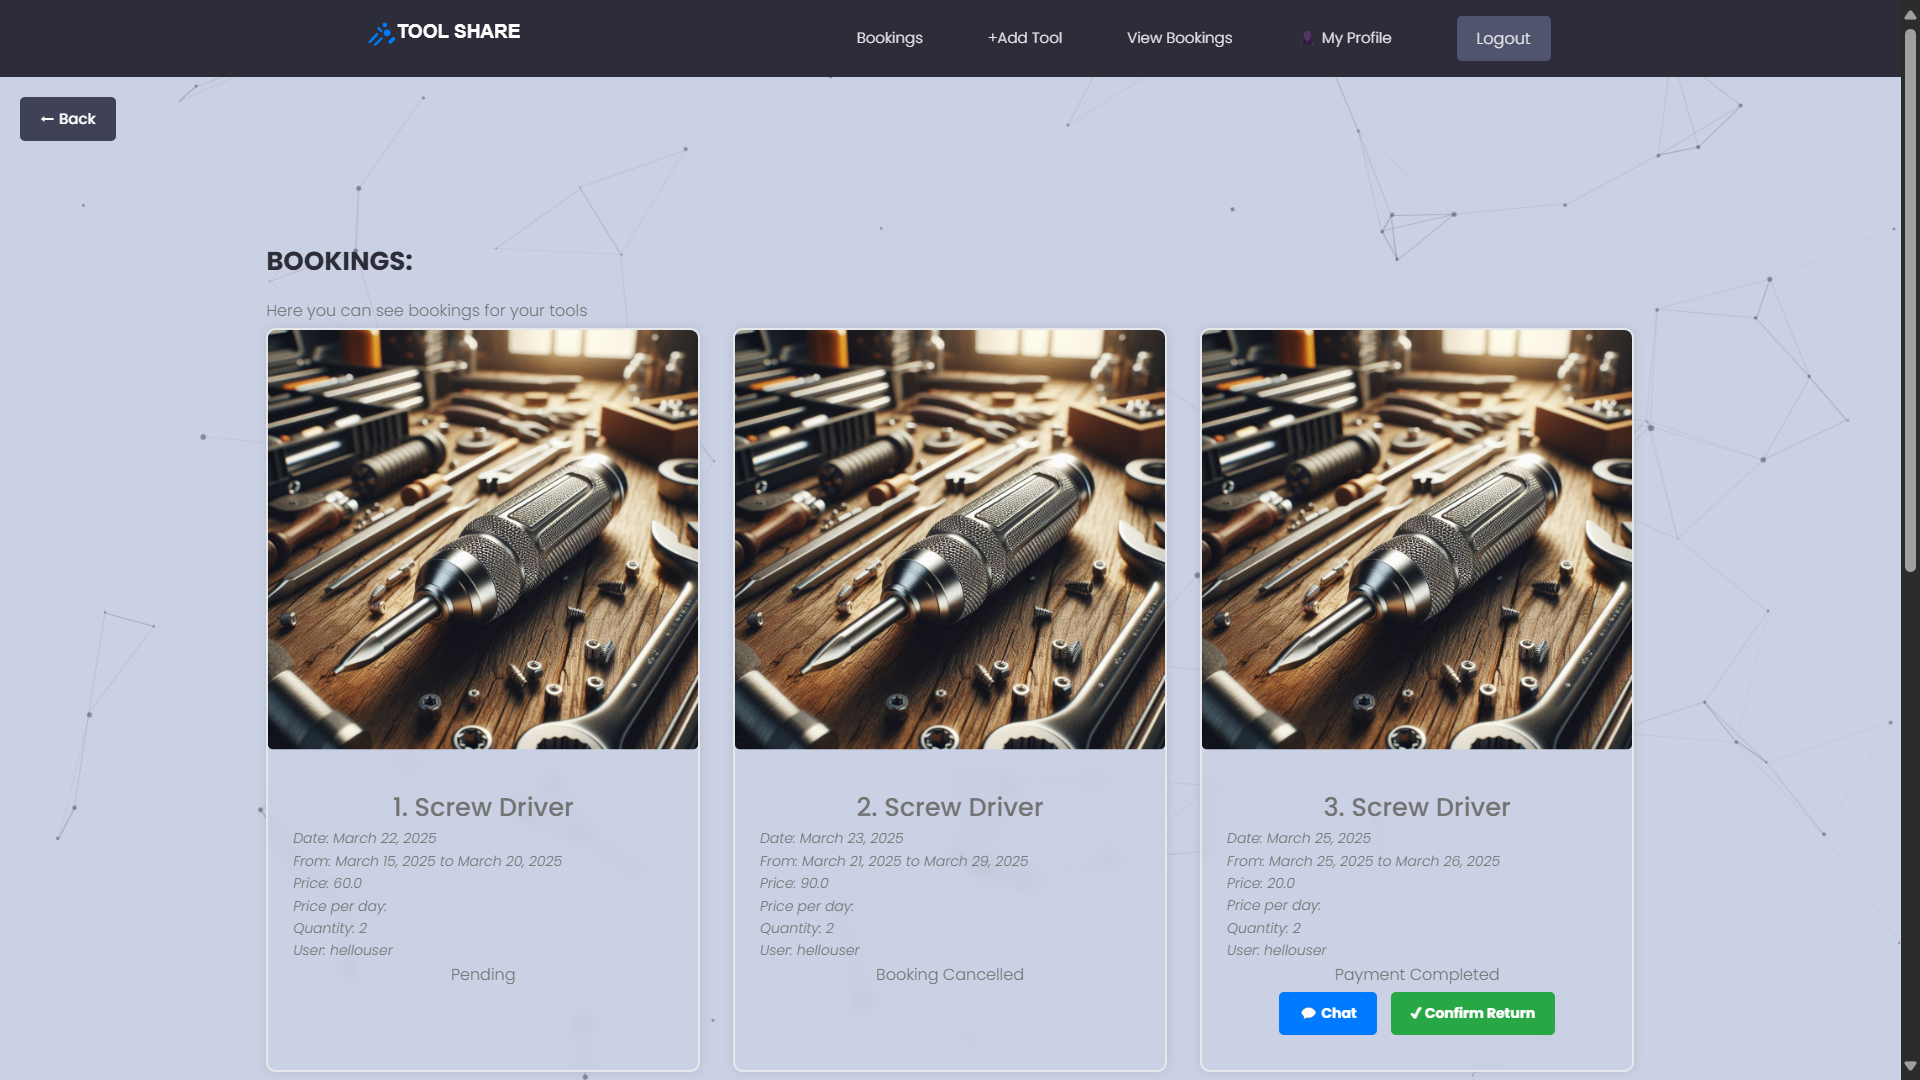 TOOL SHARE
Bookings
+Add Tool
View Bookings
My Profile
Logout
← Back
BOOKINGS:
Here you can see bookings for your tools
1. Screw Driver
Date: March 22, 2025
From: March 15, 2025 to March 20, 2025
Price: 60.0
Price per day:
Quantity: 2
User: hellouser
Pending
2. Screw Driver
Date: March 23, 2025
From: March 21, 2025 to March 29, 2025
Price: 90.0
Price per day:
Quantity: 2
User: hellouser
Booking Cancelled
3. Screw Driver
Date: March 25, 2025
From: March 25, 2025 to March 26, 2025
Price: 20.0
Price per day:
Quantity: 2
User: hellouser
Payment Completed
Chat
✓ Confirm Return